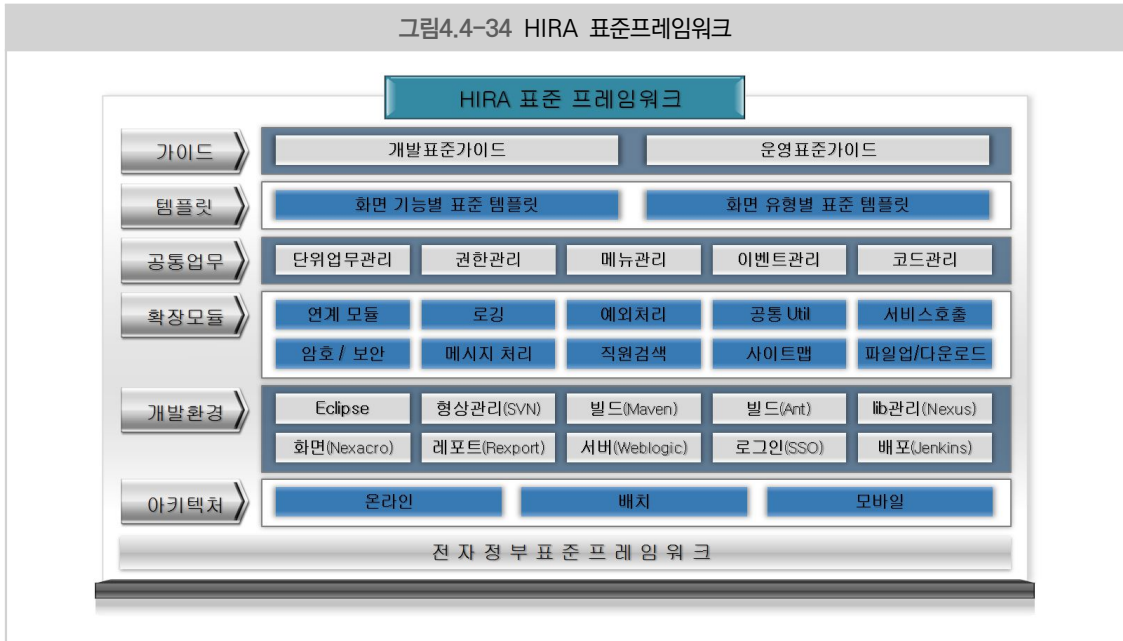 그림4.4-34 HIRA 표준프레임워크
HIRA 표준 프레임워크
가이드
개발표준가이드 운영표준가이드
템플릿
화면 기능별 표준 템플릿 화면 유형별 표준 템플릿
공통업무
단위업무관리 권한관리 메뉴관리 이벤트관리 코드관리
확장모듈
연계 모듈 로깅 예외처리 공통 Util 서비스호출
암호 / 보안 메시지 처리 직원검색 사이트맵 파일업/다운로드
개발환경
Eclipse 형상관리(SVN) 빌드(Maven) 빌드(Ant) lib관리(Nexus)
화면(Nexacro) 레포트(Rexport) 서버(Weblogic) 로그인(SSO) 배포(Jenkins)
아키텍처
온라인 배치 모바일
전자정부표준프레임워크